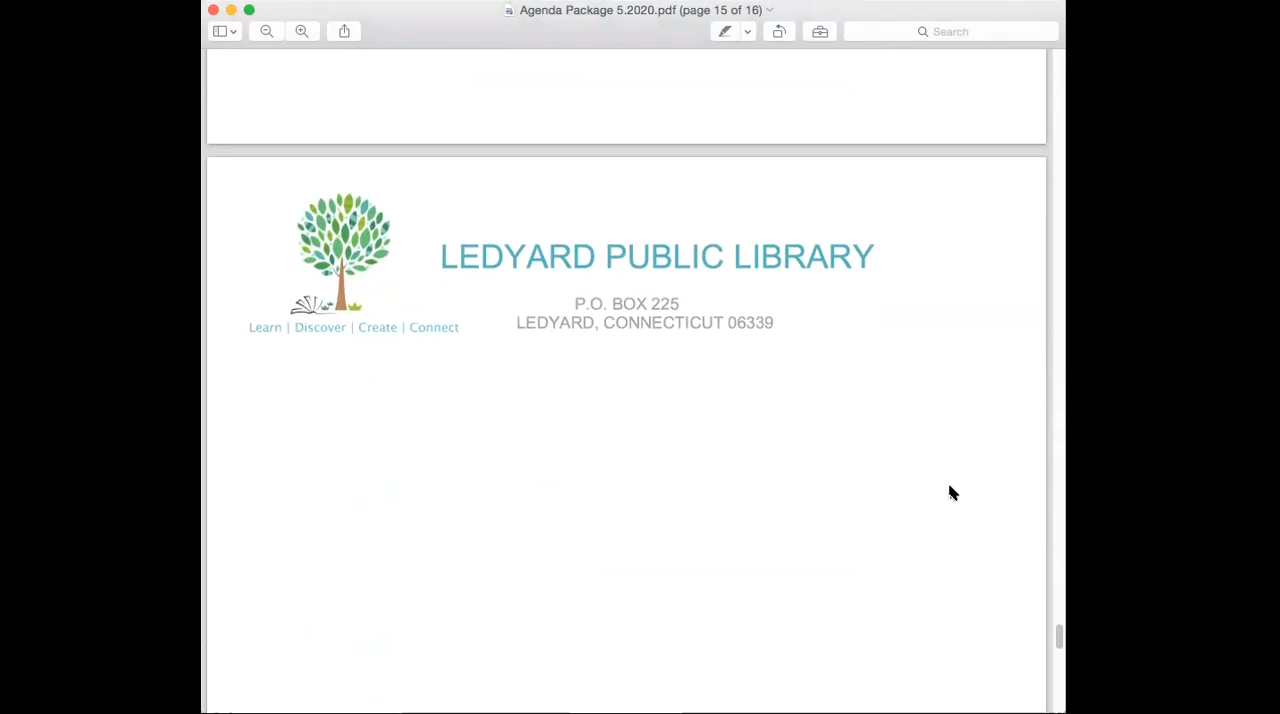 Agenda Package 5.2020.pdf (page 15 of 16)
Search
LEDYARD PUBLIC LIBRARY
P.O. BOX 225
LEDYARD, CONNECTICUT 06339
Learn | Discover | Create | Connect